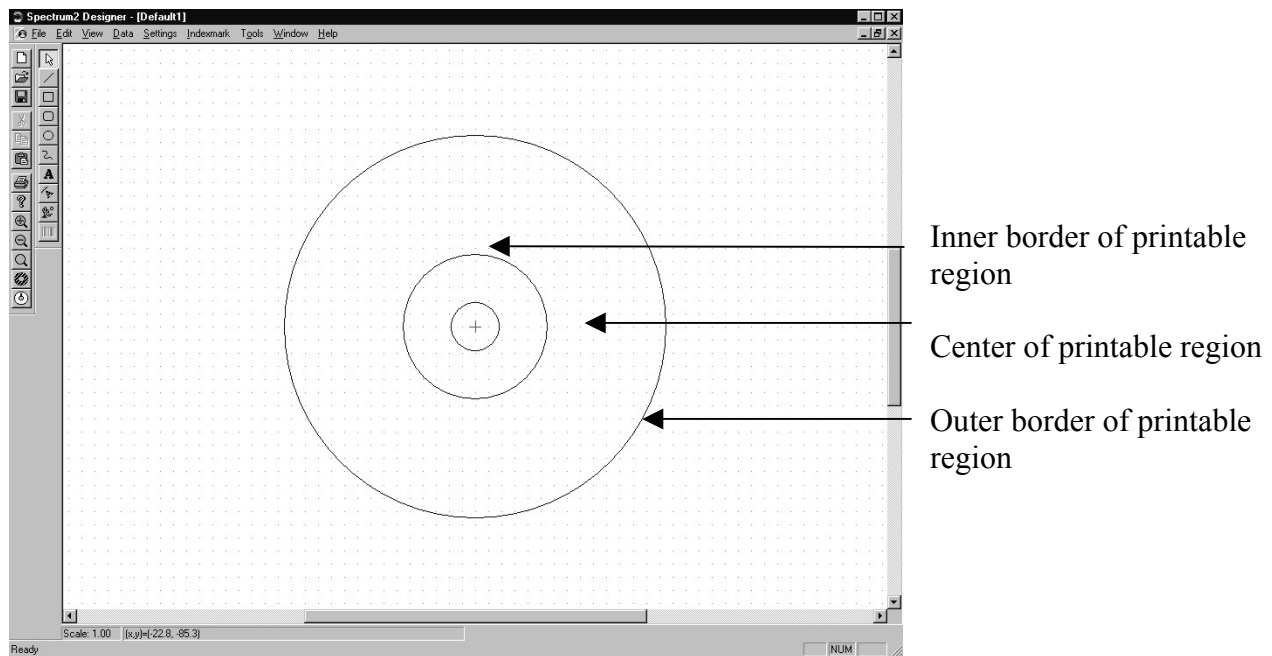 Spectrum2 Designer - [Default1]
File Edit View Data Settings Indexmark Tools Window Help
A
Inner border of printable
region
Center of printable region
Outer border of printable
region
Scale: 1.00 (x,y)=(-22.8, -85.3)
Ready NUM